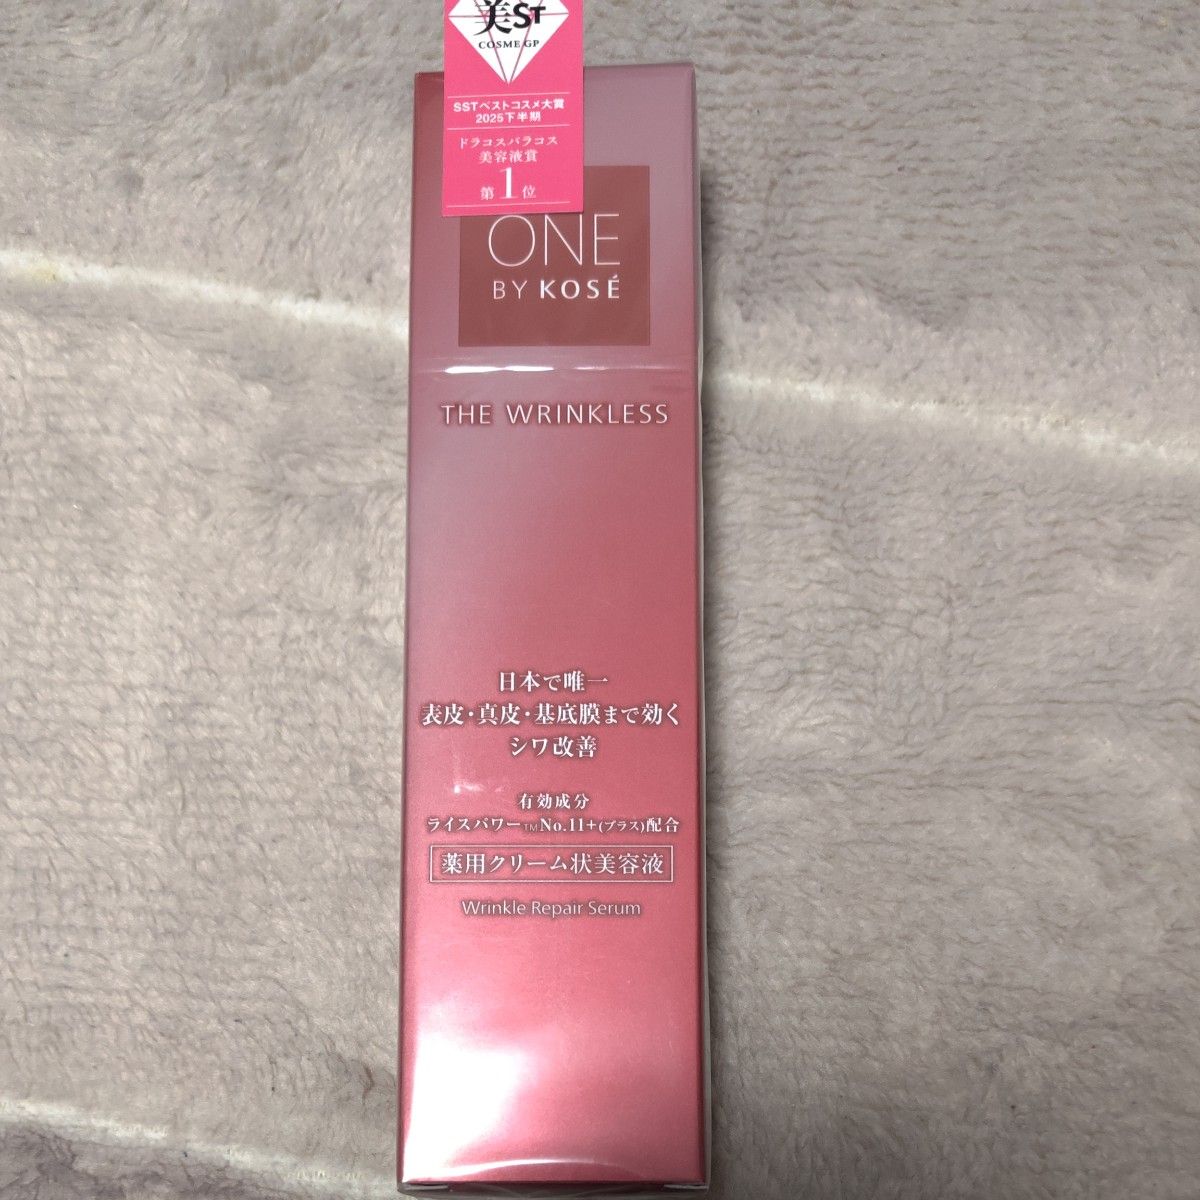 美ST
COSME GP
SSTベストコスメ大賞
2025下半期
ドラコスパラコス
美容液賞
第1位
ONE
BY KOSÉ
THE WRINKLESS
日本で唯一
表皮・真皮・基底膜まで効く
シワ改善
有効成分
ライスパワー™No.11+(プラス)配合
薬用クリーム状美容液
Wrinkle Repair Serum